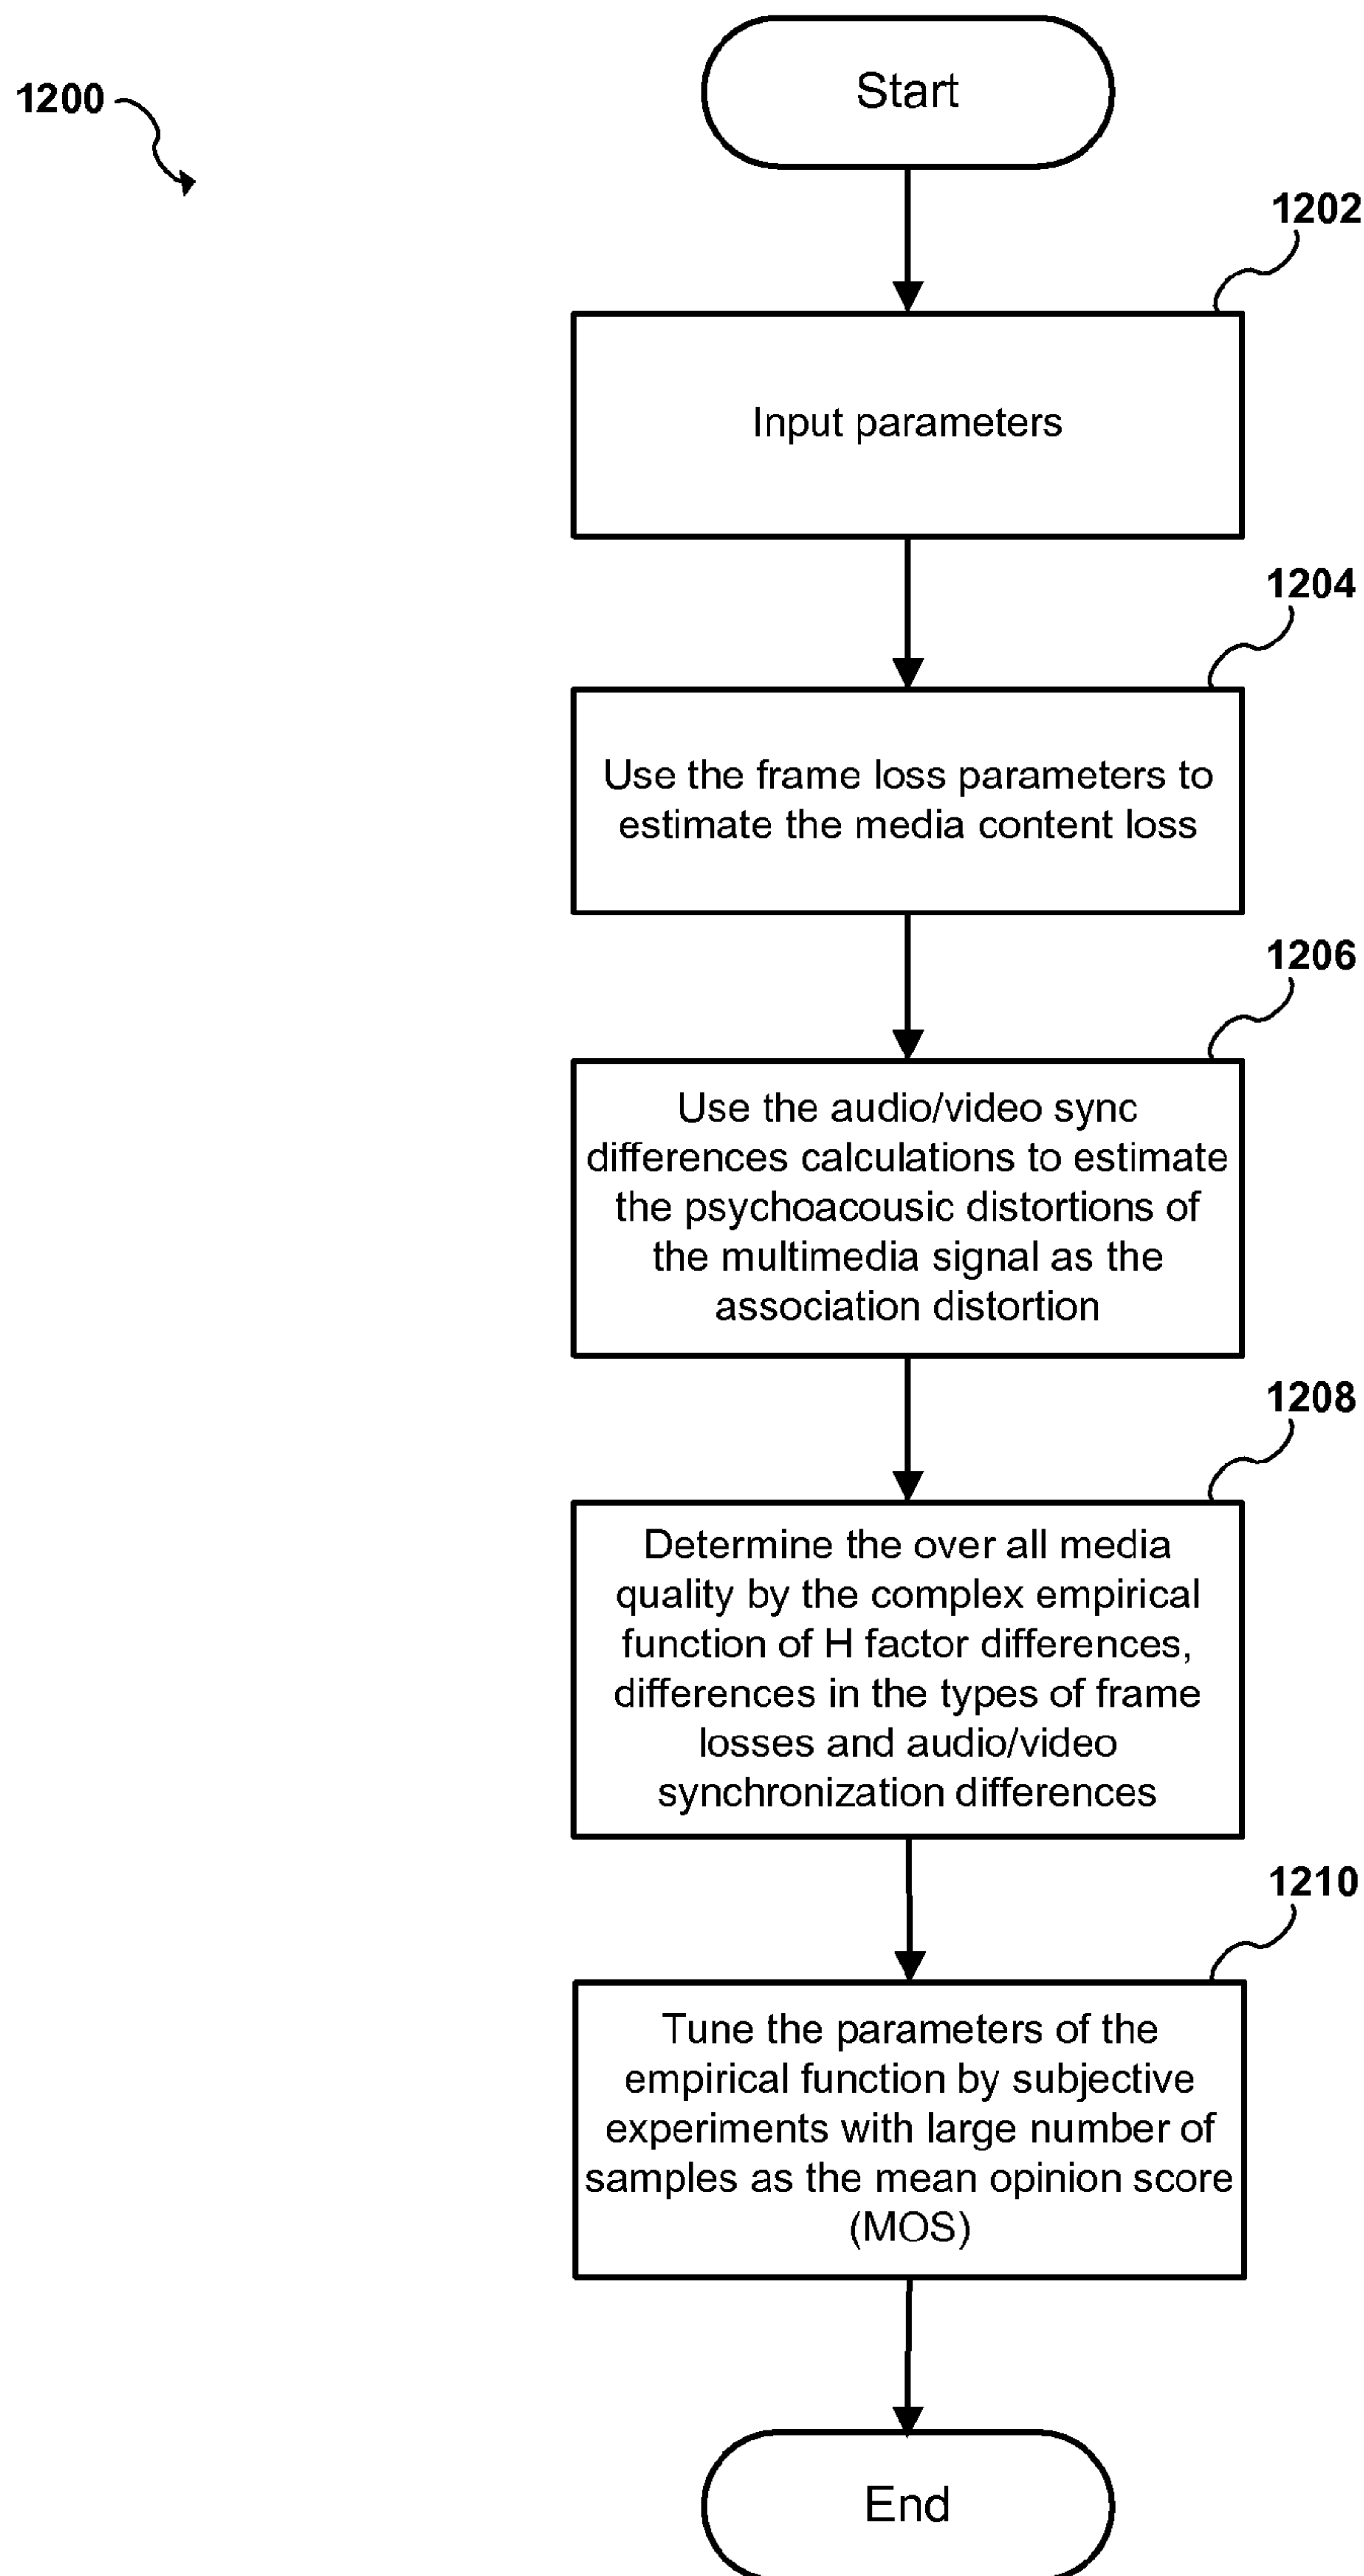 1200
Start
1202
Input parameters
1204
Use the frame loss parameters to
estimate the media content loss
1206
Use the audio/video sync
differences calculations to estimate
the psychoacousic distortions of
the multimedia signal as the
association distortion
1208
Determine the over all media
quality by the complex empirical
function of H factor differences,
differences in the types of frame
losses and audio/video
synchronization differences
1210
Tune the parameters of the
empirical function by subjective
experiments with large number of
samples as the mean opinion score
(MOS)
End